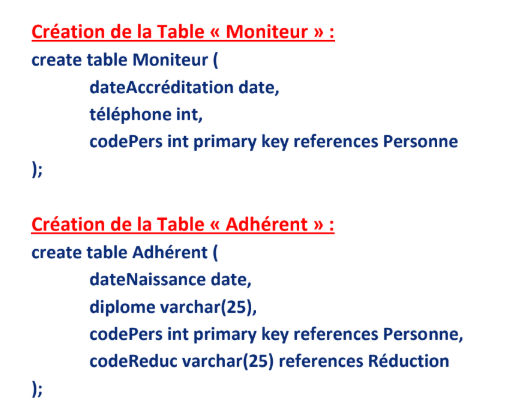 Création de la Table « Moniteur » :
create table Moniteur (
dateAccréditation date,
téléphone int,
codePers int primary key references Personne
);
Création de la Table « Adhérent » :
create table Adhérent (
dateNaissance date,
diplome varchar(25),
codePers int primary key references Personne,
codeReduc varchar(25) references Réduction
);